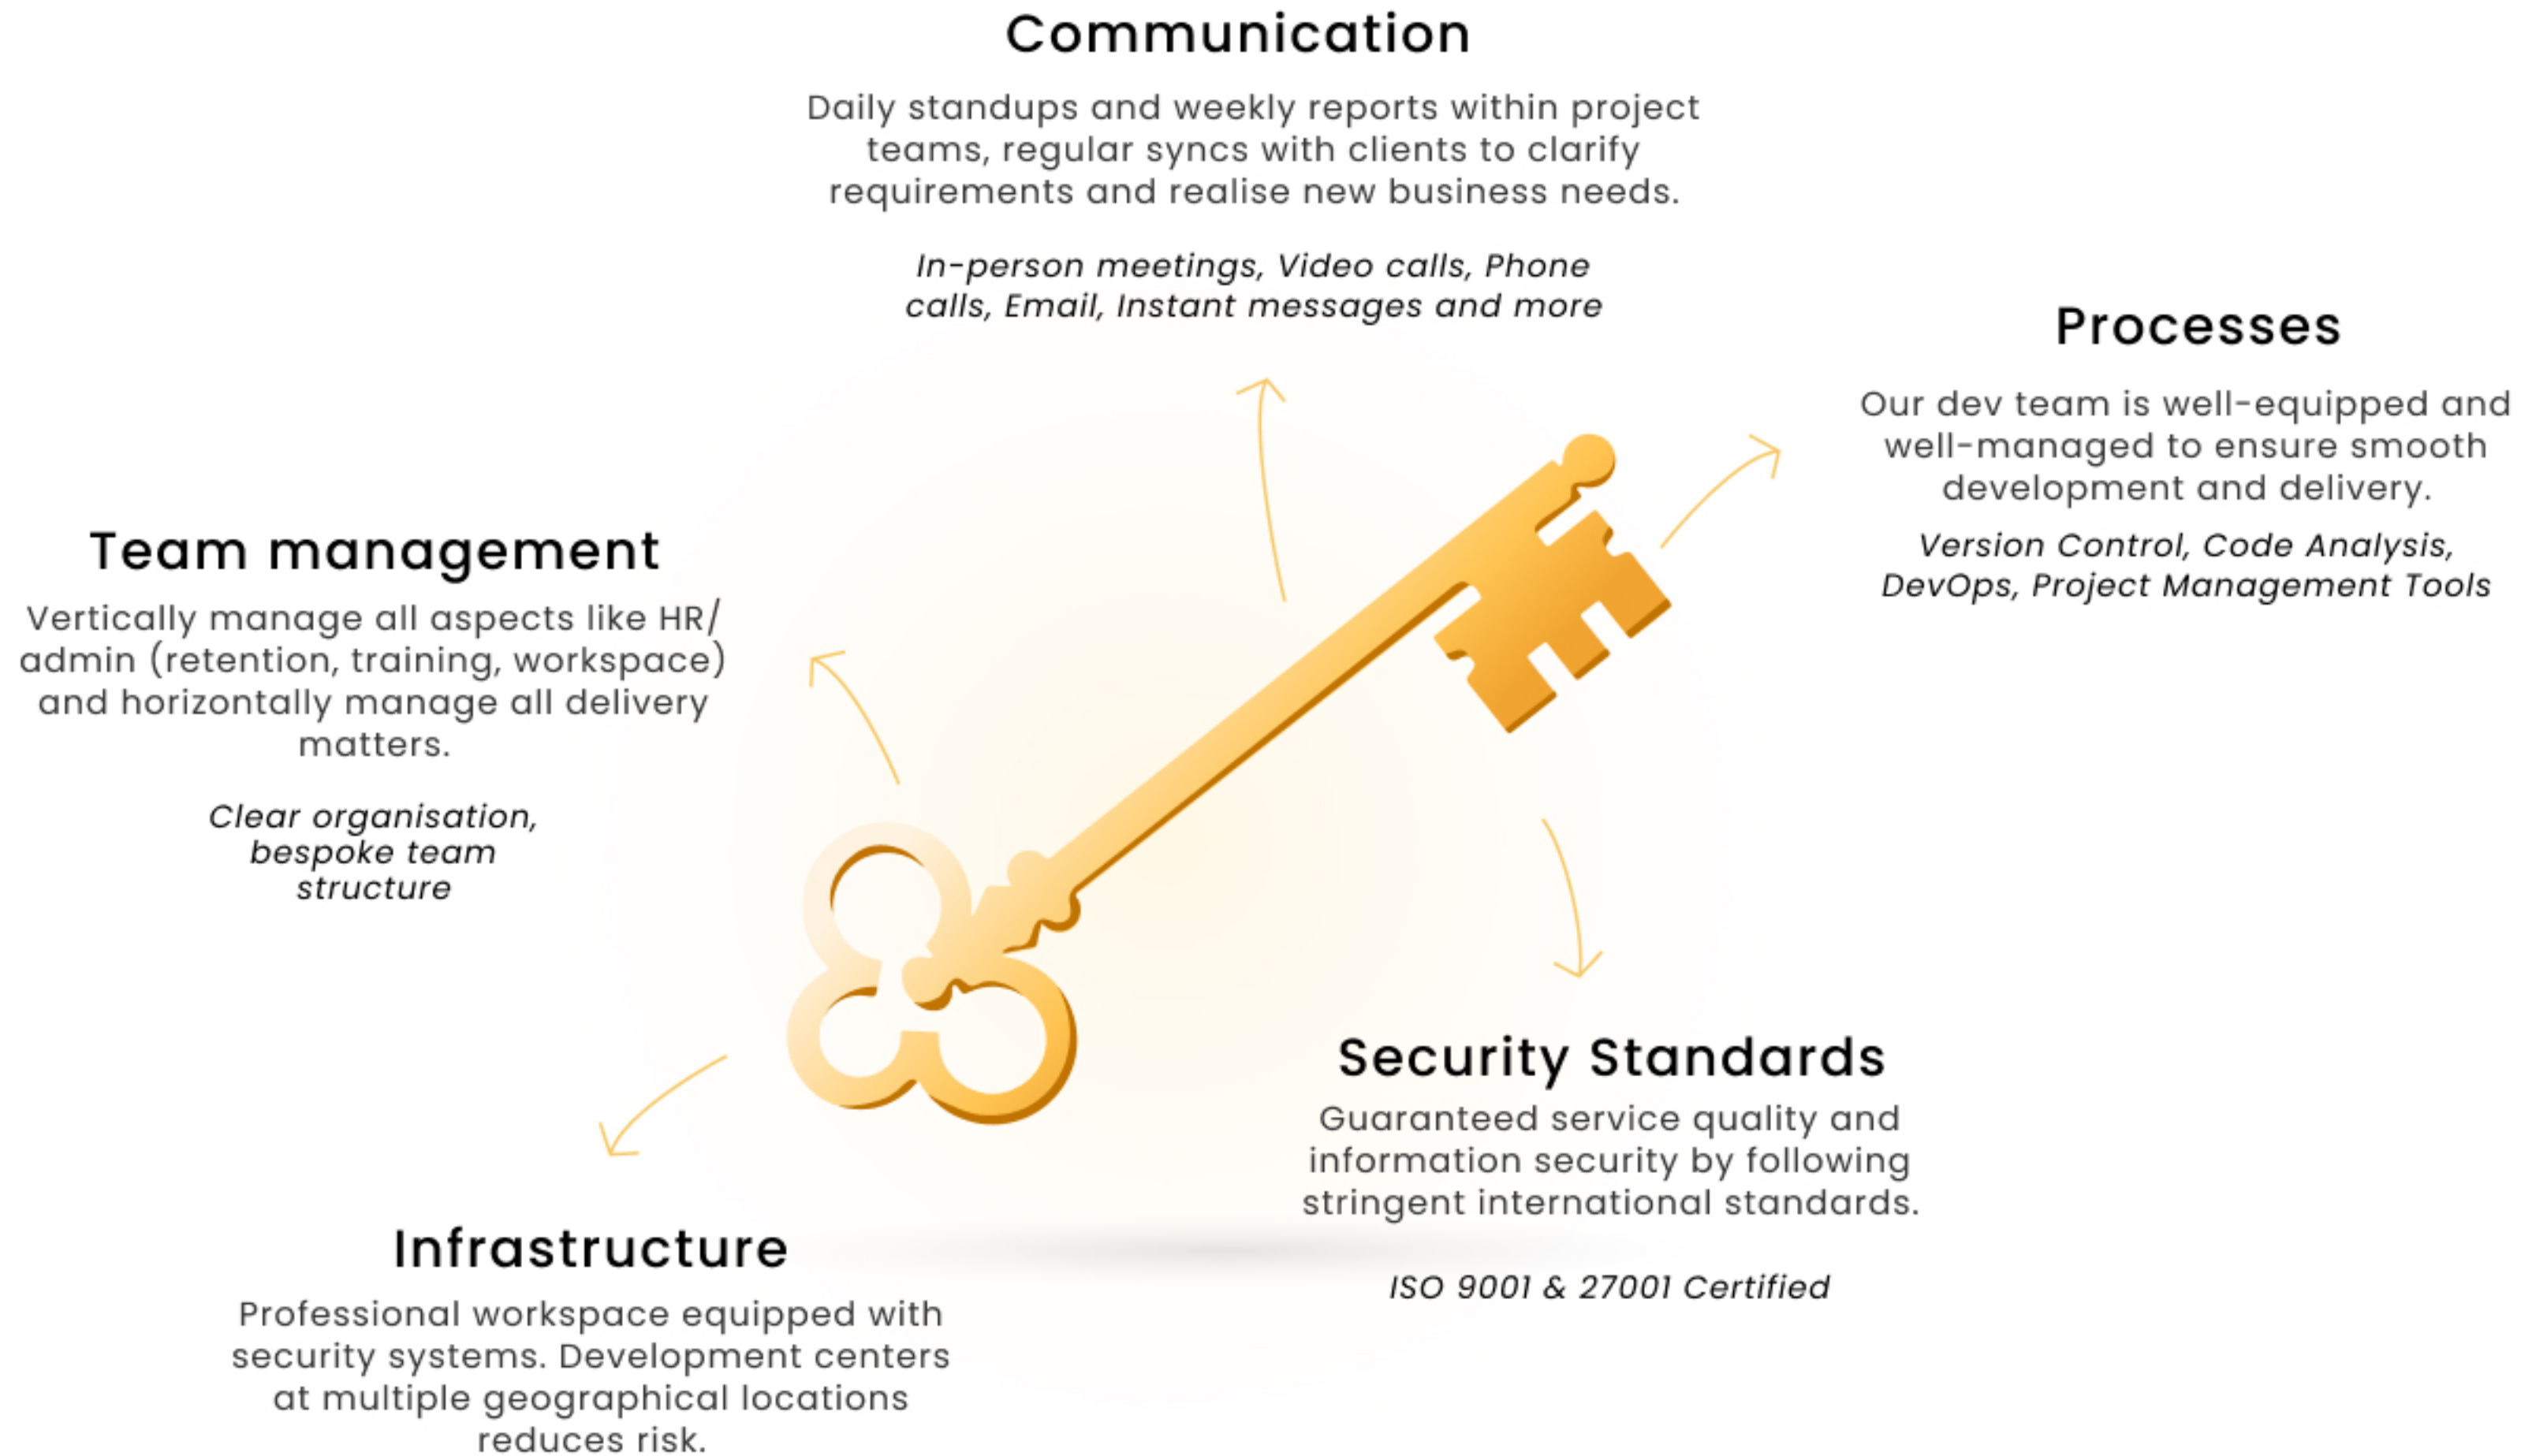 Communication
Daily standups and weekly reports within project
teams, regular syncs with clients to clarify
requirements and realise new business needs.
In-person meetings, Video calls, Phone
calls, Email, Instant messages and more
Processes
Our dev team is well-equipped and
well-managed to ensure smooth
development and delivery.
Version Control, Code Analysis,
DevOps, Project Management Tools
Team management
Vertically manage all aspects like HR/
admin (retention, training, workspace)
and horizontally manage all delivery
matters.
Clear organisation,
bespoke team
structure
Security Standards
Guaranteed service quality and
information security by following
stringent international standards.
ISO 9001 & 27001 Certified
Infrastructure
Professional workspace equipped with
security systems. Development centers
at multiple geographical locations
reduces risk.